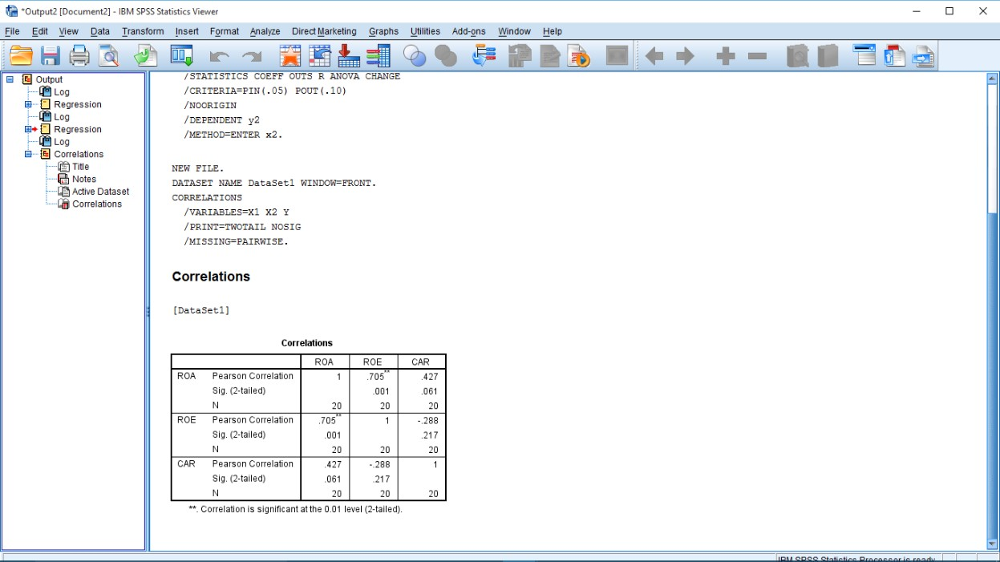 *Output2 [Document2] - IBM SPSS Statistics Viewer
File Edit View Data Transform Insert Format Analyze Direct Marketing Graphs Utilities Add-ons Window Help
Output
Log
Regression
Log
Regression
Log
Correlations
Title
Notes
Active Dataset
Correlations
/STATISTICS COEFF OUTS R ANOVA CHANGE
/CRITERIA=PIN(.05) POUT(.10)
/NOORIGIN
/DEPENDENT y2
/METHOD=ENTER x2.
NEW FILE.
DATASET NAME DataSet1 WINDOW=FRONT.
CORRELATIONS
/VARIABLES=X1 X2 Y
/PRINT=TWOTAIL NOSIG
/MISSING=PAIRWISE.
Correlations
[DataSet1]
Correlations
ROA ROE CAR
ROA Pearson Correlation 1 .705** .427
Sig. (2-tailed) .001 .061
N 20 20 20
ROE Pearson Correlation .705** 1 -.288
Sig. (2-tailed) .001 .217
N 20 20 20
CAR Pearson Correlation .427 -.288 1
Sig. (2-tailed) .061 .217
N 20 20 20
**. Correlation is significant at the 0.01 level (2-tailed).
IBM SPSS Statistics Processor is ready